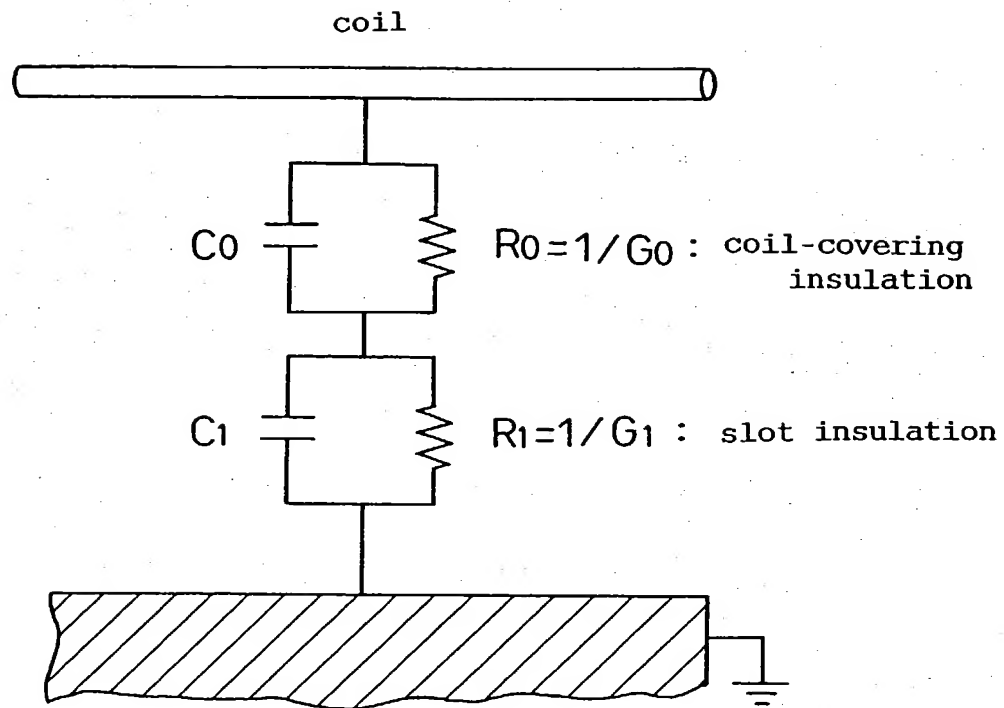 coil
C0 R0=1/G0 : coil-covering
insulation
C1 R1=1/G1 : slot insulation